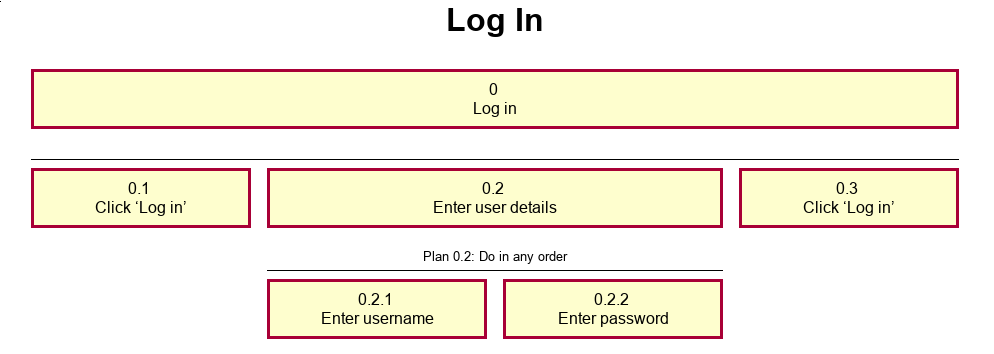 Log In
0
Log in
0.1
Click ‘Log in’
0.2
Enter user details
0.3
Click ‘Log in’
Plan 0.2: Do in any order
0.2.1
Enter username
0.2.2
Enter password